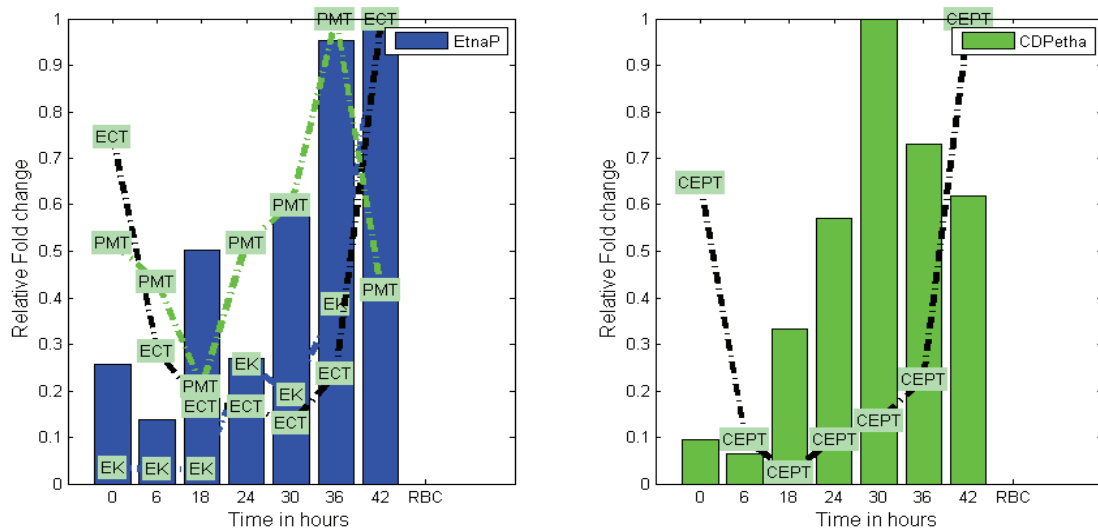 PMT
ECT
EtnaP
1
0.9
0.8
0.7
0.6
0.5
0.4
0.3
0.2
0.1
0
Relative Fold change
ECT
PMT
PMT
PMT
PMT
PMT
EK
ECT
EK
ECT
PMT
EK
ECT
ECT
ECT
EK
EK
EK
0
6
18
24
30
36
42
RBC
Time in hours
CEPT
CDPetha
1
0.9
0.8
0.7
0.6
0.5
0.4
0.3
0.2
0.1
0
Relative Fold change
CEPT
CEPT
CEPT
CEPT
CEPT
CEPT
0
6
18
24
30
36
42
RBC
Time in hours